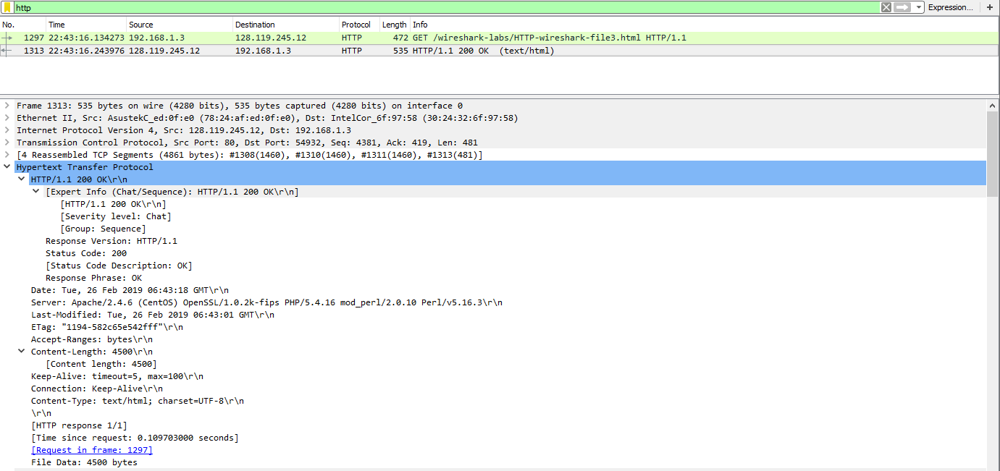 http Expression... +
No. Time Source Destination Protocol Length Info
1297 22:43:16.134273 192.168.1.3 128.119.245.12 HTTP 472 GET /wireshark-labs/HTTP-wireshark-file3.html HTTP/1.1
1313 22:43:16.243976 128.119.245.12 192.168.1.3 HTTP 535 HTTP/1.1 200 OK (text/html)
Frame 1313: 535 bytes on wire (4280 bits), 535 bytes captured (4280 bits) on interface 0
Ethernet II, Src: AsustekC_ed:0f:e0 (78:24:af:ed:0f:e0), Dst: IntelCor_6f:97:58 (30:24:32:6f:97:58)
Internet Protocol Version 4, Src: 128.119.245.12, Dst: 192.168.1.3
Transmission Control Protocol, Src Port: 80, Dst Port: 54932, Seq: 4381, Ack: 419, Len: 481
[4 Reassembled TCP Segments (4861 bytes): #1308(1460), #1310(1460), #1311(1460), #1313(481)]
Hypertext Transfer Protocol
HTTP/1.1 200 OK\r\n
[Expert Info (Chat/Sequence): HTTP/1.1 200 OK\r\n]
[HTTP/1.1 200 OK\r\n]
[Severity level: Chat]
[Group: Sequence]
Response Version: HTTP/1.1
Status Code: 200
[Status Code Description: OK]
Response Phrase: OK
Date: Tue, 26 Feb 2019 06:43:18 GMT\r\n
Server: Apache/2.4.6 (CentOS) OpenSSL/1.0.2k-fips PHP/5.4.16 mod_perl/2.0.10 Perl/v5.16.3\r\n
Last-Modified: Tue, 26 Feb 2019 06:43:01 GMT\r\n
ETag: "1194-582c65e542fff"\r\n
Accept-Ranges: bytes\r\n
Content-Length: 4500\r\n
[Content length: 4500]
Keep-Alive: timeout=5, max=100\r\n
Connection: Keep-Alive\r\n
Content-Type: text/html; charset=UTF-8\r\n
\r\n
[HTTP response 1/1]
[Time since request: 0.109703000 seconds]
[Request in frame: 1297]
File Data: 4500 bytes